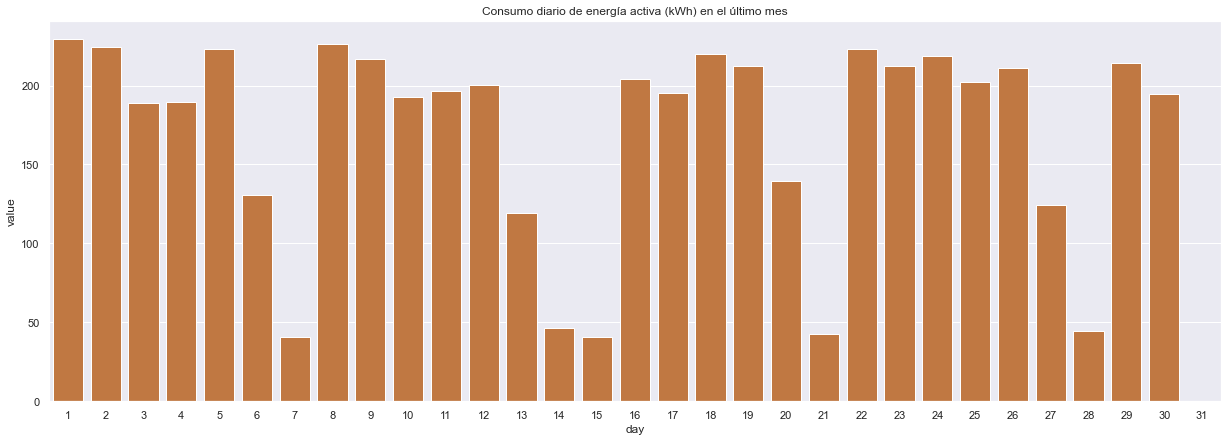 Consumo diario de energía activa (kWh) en el último mes
value
200
150
100
50
0
1 2 3 4 5 6 7 8 9 10 11 12 13 14 15 16 17 18 19 20 21 22 23 24 25 26 27 28 29 30 31
day